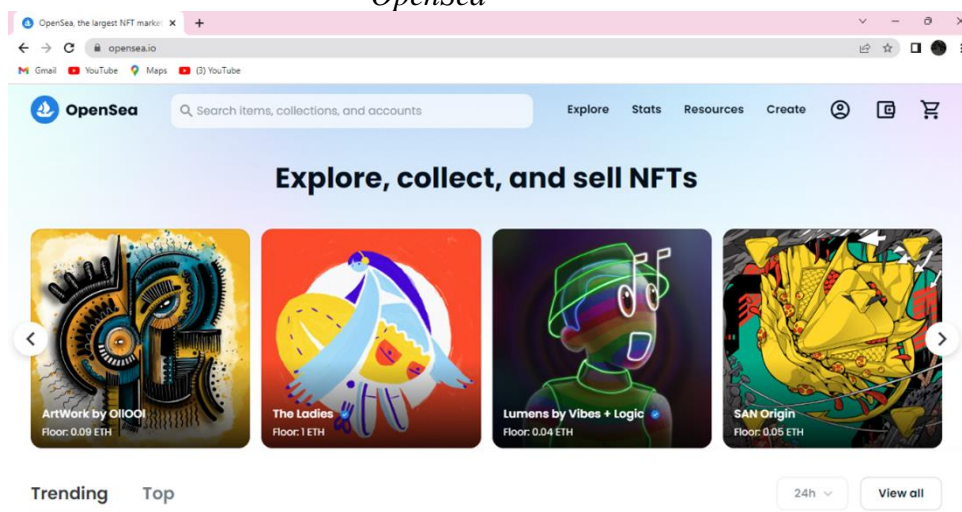 OpenSea
OpenSea, the largest NFT market
opensea.io
Gmail YouTube Maps (3) YouTube
OpenSea Search items, collections, and accounts Explore Stats Resources Create
Explore, collect, and sell NFTs
ArtWork by OllOOl The Ladies Lumens by Vibes + Logic SAN Origin
Floor: 0.09 ETH Floor: 1 ETH Floor: 0.04 ETH Floor: 0.05 ETH
Trending Top 24h View all